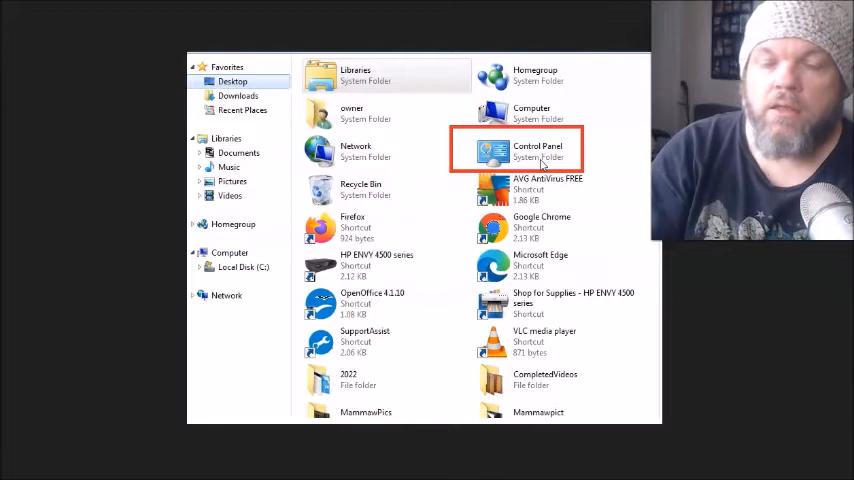 Favorites
Desktop
Downloads
Recent Places
Libraries
Documents
Music
Pictures
Videos
Homegroup
Computer
Local Disk (C:)
Network
Libraries
System Folder
Homegroup
System Folder
owner
Computer
System Folder
Network
System Folder
Control Panel
System Folder
Recycle Bin
AVG AntiVirus FREE
Shortcut
1.86 KB
Firefox
Shortcut
924 bytes
Google Chrome
Shortcut
2.13 KB
HP ENVY 4500 series
Shortcut
2.12 KB
Microsoft Edge
Shortcut
2.13 KB
OpenOffice 4.1.10
Shortcut
1.08 KB
Shop for Supplies - HP ENVY 4500
series
Shortcut
SupportAssist
Shortcut
2.06 KB
VLC media player
Shortcut
871 bytes
2022
File folder
CompletedVideos
File folder
MammawPics
Mammawpict